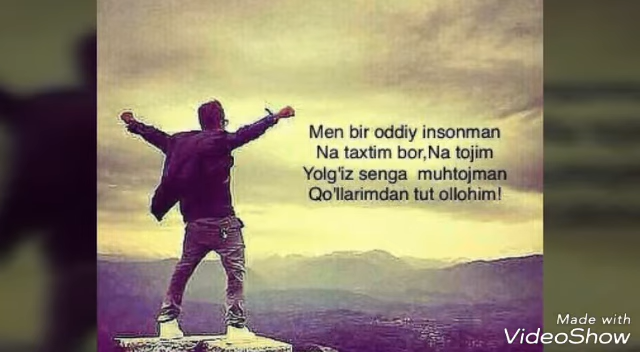 Men bir oddiy insonman
Na taxtim bor,Na tojim
Yolg'iz senga muhtojman
Qo'llarimdan tut ollohim!
Made with
VideoShow